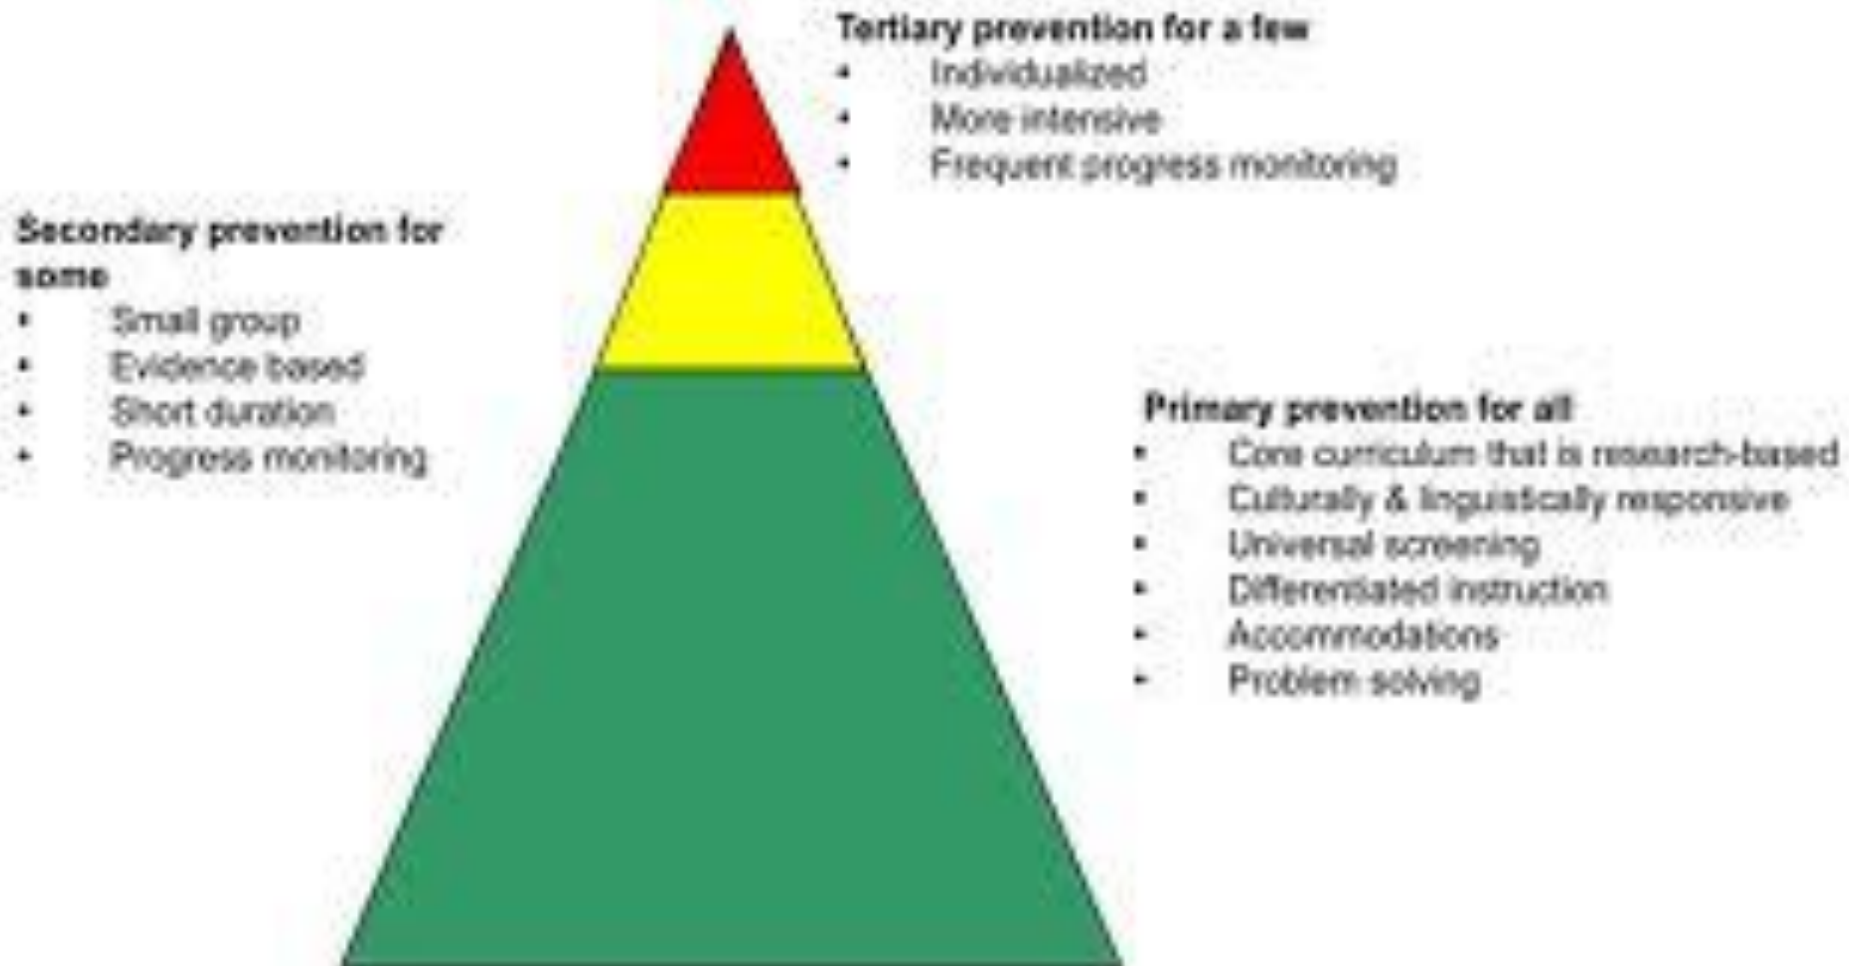 Tertiary prevention for a few
• Individualized
• More intensive
• Frequent progress monitoring
Secondary prevention for
some
• Small group
• Evidence based
• Short duration
• Progress monitoring
Primary prevention for all
• Core curriculum that is research-based
• Culturally & linguistically responsive
• Universal screening
• Differentiated instruction
• Accommodations
• Problem solving